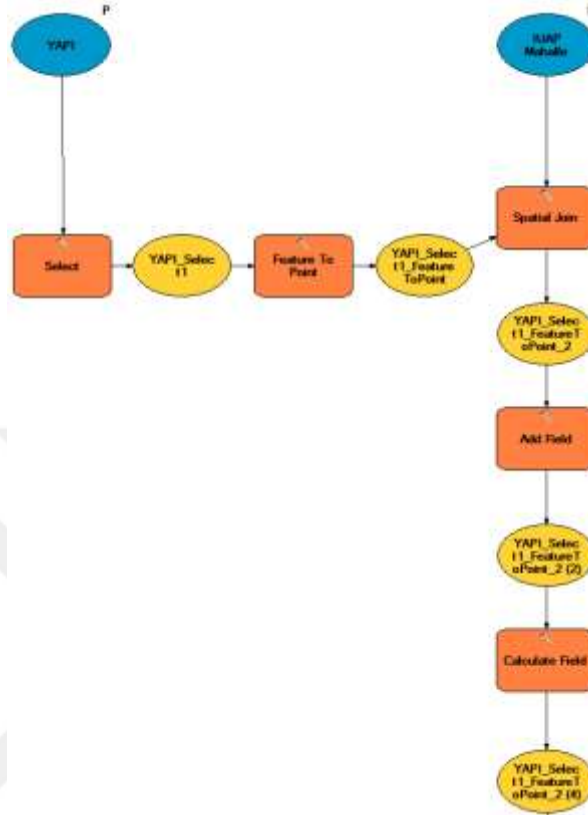 P
YAPI
Mahalle
Select
YAPI_Selec
t1
Feature To
Point
YAPI_Selec
t1_Feature
ToPoint
Spatial Join
YAPI_Selec
t1_FeatureT
oPoint_2
Add Field
YAPI_Selec
t1_FeatureT
oPoint_2 (2)
Calculate Field
YAPI_Selec
t1_FeatureT
oPoint_2 (4)